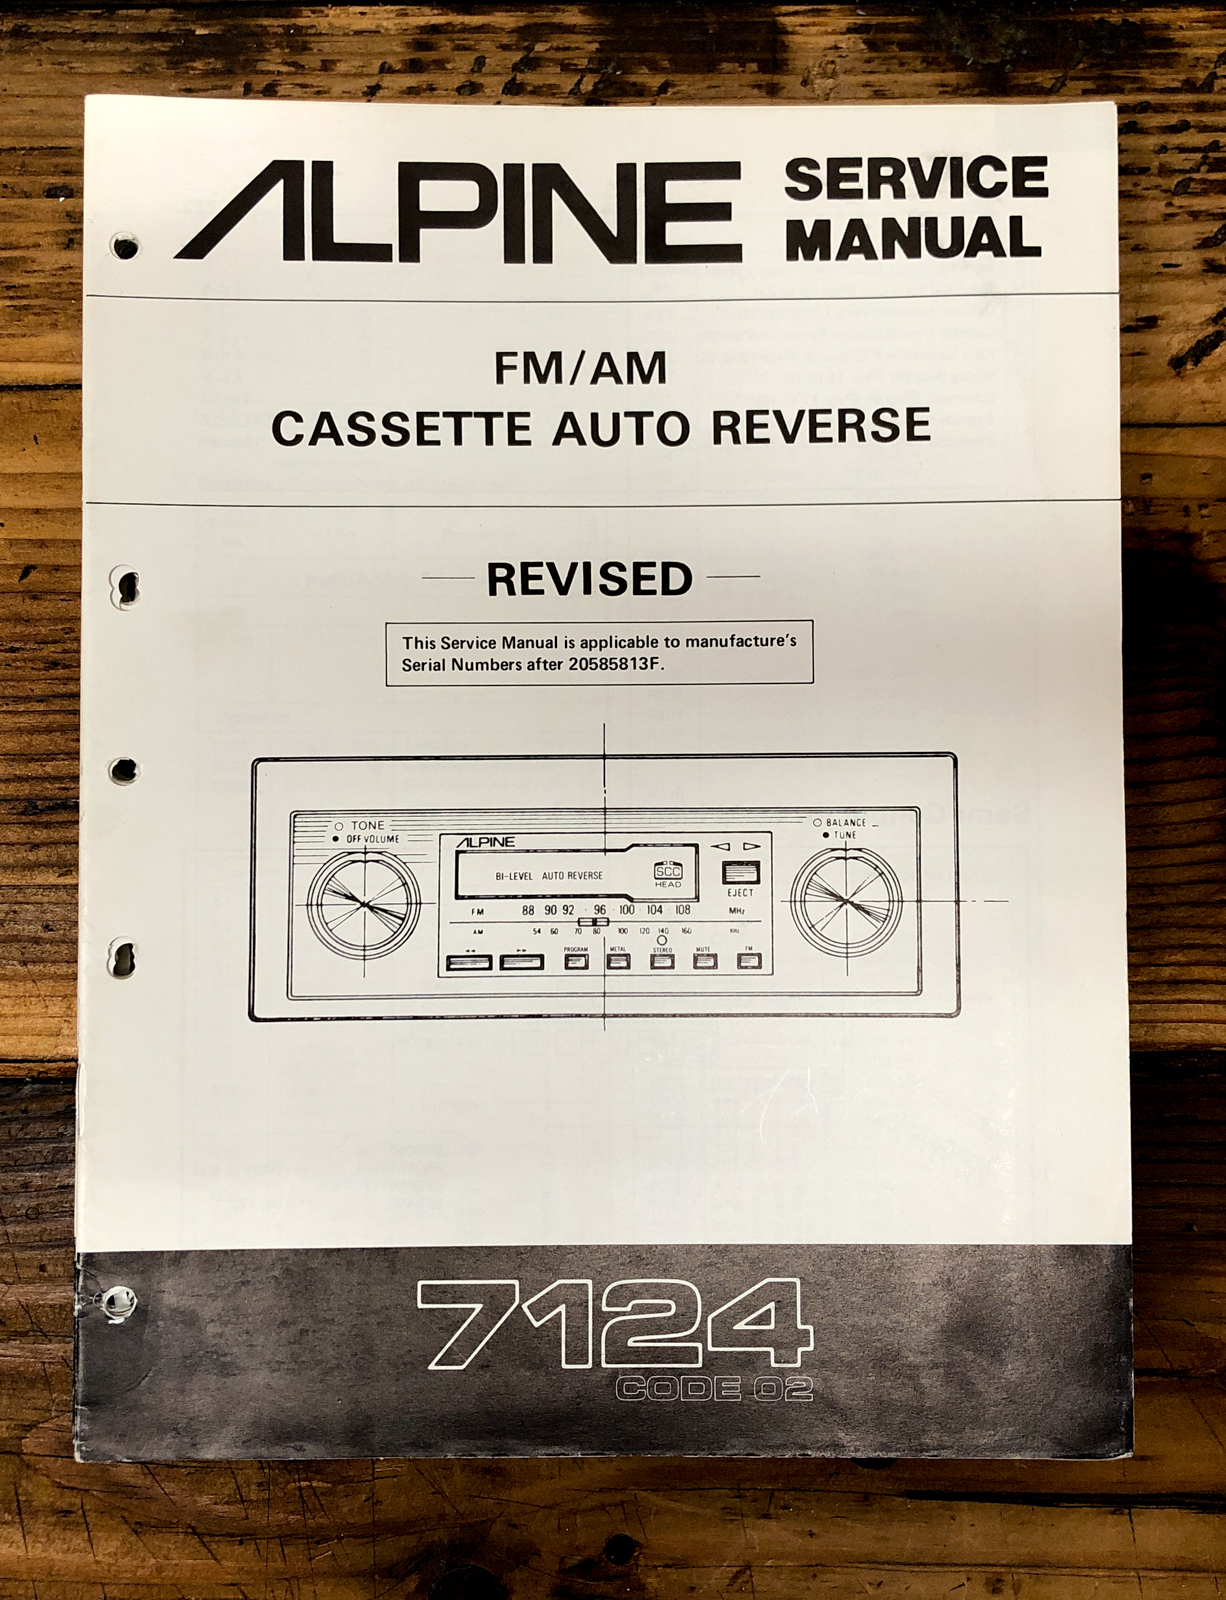 ALPINE
SERVICE
MANUAL
FM/AM
CASSETTE AUTO REVERSE
REVISED
This Service Manual is applicable to manufacture's
Serial Numbers after 20585813F.
TONE
OFF VOLUME
ALPINE
BI-LEVEL AUTO REVERSE
SCC
HEAD
EJECT
BALANCE
TUNE
FM 88 90 92 · 96 · 100 104 108 MHz
AM 54 60 70 80 100 120 140 160 KHz
PROGRAM METAL STEREO MUTE FM
7124
CODE 02